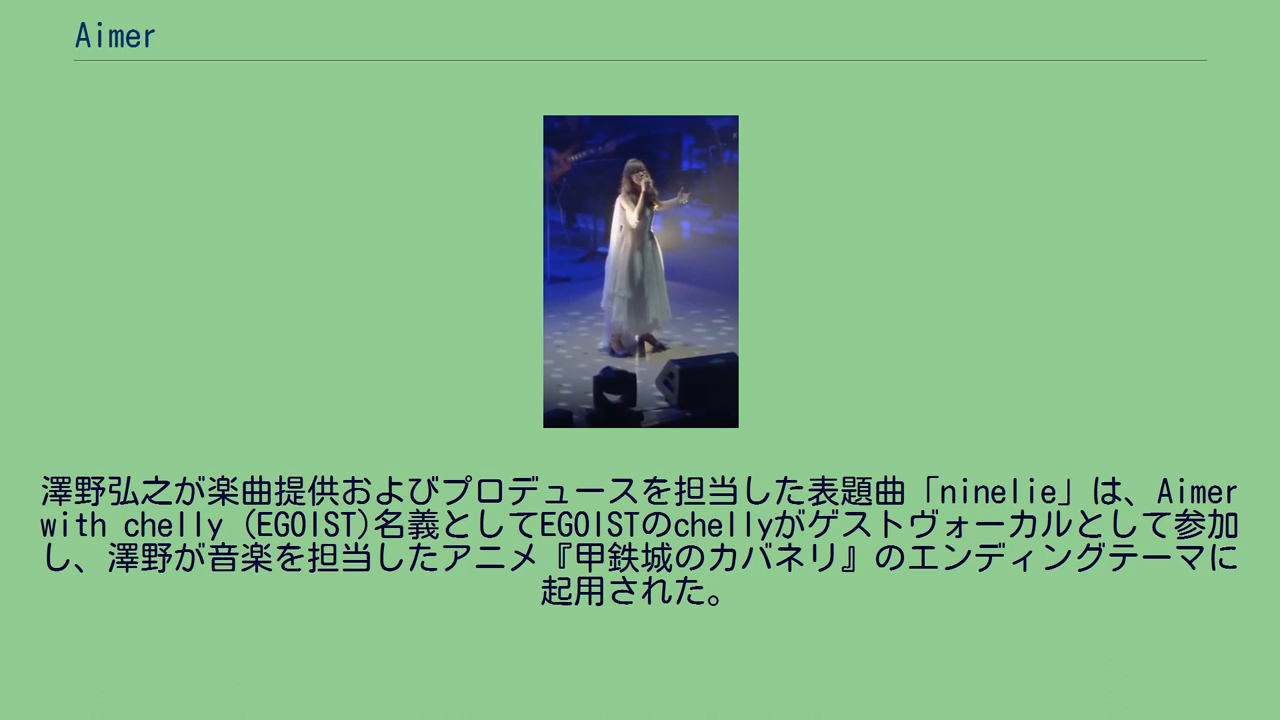 Aimer
澤野弘之が楽曲提供およびプロデュースを担当した表題曲「ninelie」は、Aimer
with chelly (EGOIST)名義としてEGOISTのchellyがゲストヴォーカルとして参加
し、澤野が音楽を担当したアニメ『甲鉄城のカバネリ』のエンディングテーマに
起用された。